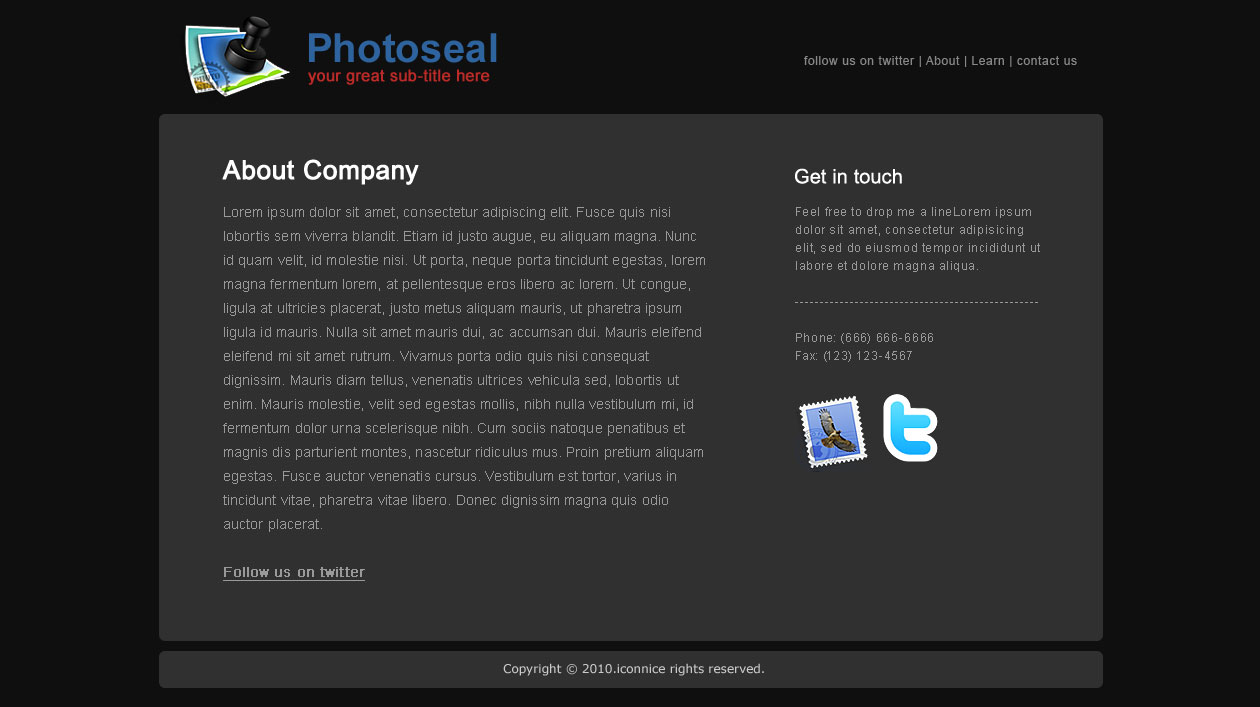 Photoseal
your great sub-title here
follow us on twitter | About | Learn | contact us
About Company
Lorem ipsum dolor sit amet, consectetur adipiscing elit. Fusce quis nisi
lobortis sem viverra blandit. Etiam id justo augue, eu aliquam magna. Nunc
id quam velit, id molestie nisi. Ut porta, neque porta tincidunt egestas, lorem
magna fermentum lorem, at pellentesque eros libero ac lorem. Ut congue,
ligula at ultricies placerat, justo metus aliquam mauris, ut pharetra ipsum
ligula id mauris. Nulla sit amet mauris dui, ac accumsan dui. Mauris eleifend
eleifend mi sit amet rutrum. Vivamus porta odio quis nisi consequat
dignissim. Mauris diam tellus, venenatis ultrices vehicula sed, lobortis ut
enim. Mauris molestie, velit sed egestas mollis, nibh nulla vestibulum mi, id
fermentum dolor urna scelerisque nibh. Cum sociis natoque penatibus et
magnis dis parturient montes, nascetur ridiculus mus. Proin pretium aliquam
egestas. Fusce auctor venenatis cursus. Vestibulum est tortor, varius in
tincidunt vitae, pharetra vitae libero. Donec dignissim magna quis odio
auctor placerat.
Follow us on twitter
Get in touch
Feel free to drop me a lineLorem ipsum
dolor sit amet, consectetur adipisicing
elit, sed do eiusmod tempor incididunt ut
labore et dolore magna aliqua.
Phone: (666) 666-6666
Fax: (123) 123-4567
Copyright © 2010.iconnice rights reserved.